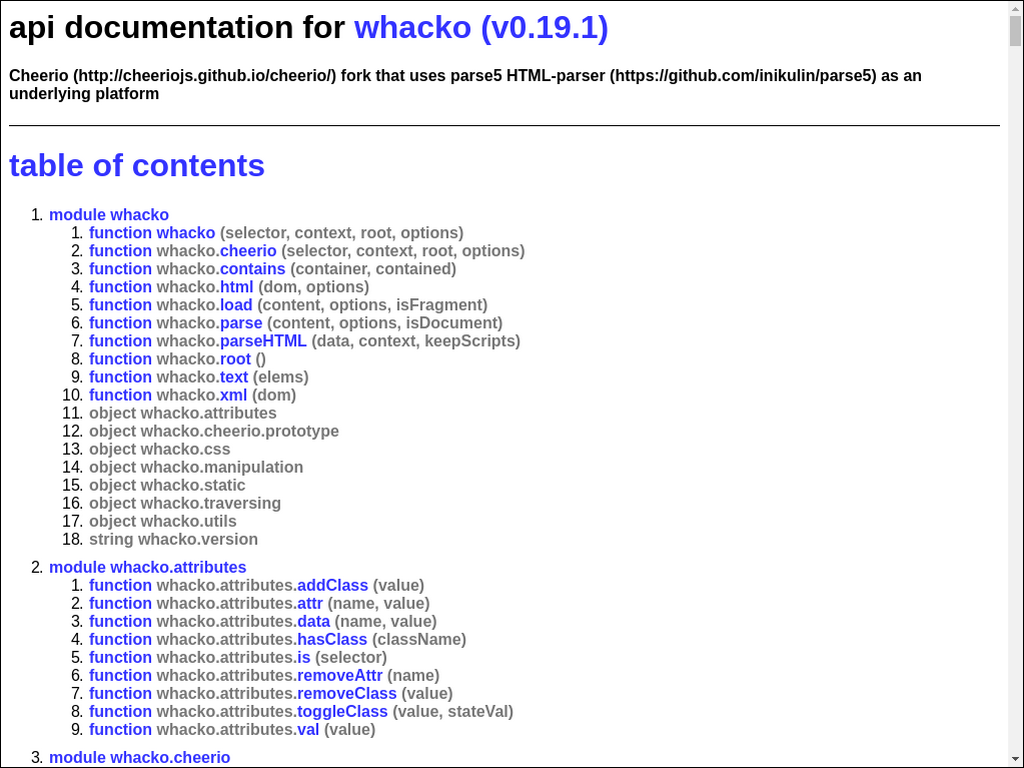 api documentation for whacko (v0.19.1)
Cheerio (http://cheeriojs.github.io/cheerio/) fork that uses parse5 HTML-parser (https://github.com/inikulin/parse5) as an
underlying platform
table of contents
1. module whacko
1. function whacko (selector, context, root, options)
2. function whacko.cheerio (selector, context, root, options)
3. function whacko.contains (container, contained)
4. function whacko.html (dom, options)
5. function whacko.load (content, options, isFragment)
6. function whacko.parse (content, options, isDocument)
7. function whacko.parseHTML (data, context, keepScripts)
8. function whacko.root ()
9. function whacko.text (elems)
10. function whacko.xml (dom)
11. object whacko.attributes
12. object whacko.cheerio.prototype
13. object whacko.css
14. object whacko.manipulation
15. object whacko.static
16. object whacko.traversing
17. object whacko.utils
18. string whacko.version
2. module whacko.attributes
1. function whacko.attributes.addClass (value)
2. function whacko.attributes.attr (name, value)
3. function whacko.attributes.data (name, value)
4. function whacko.attributes.hasClass (className)
5. function whacko.attributes.is (selector)
6. function whacko.attributes.removeAttr (name)
7. function whacko.attributes.removeClass (value)
8. function whacko.attributes.toggleClass (value, stateVal)
9. function whacko.attributes.val (value)
3. module whacko.cheerio